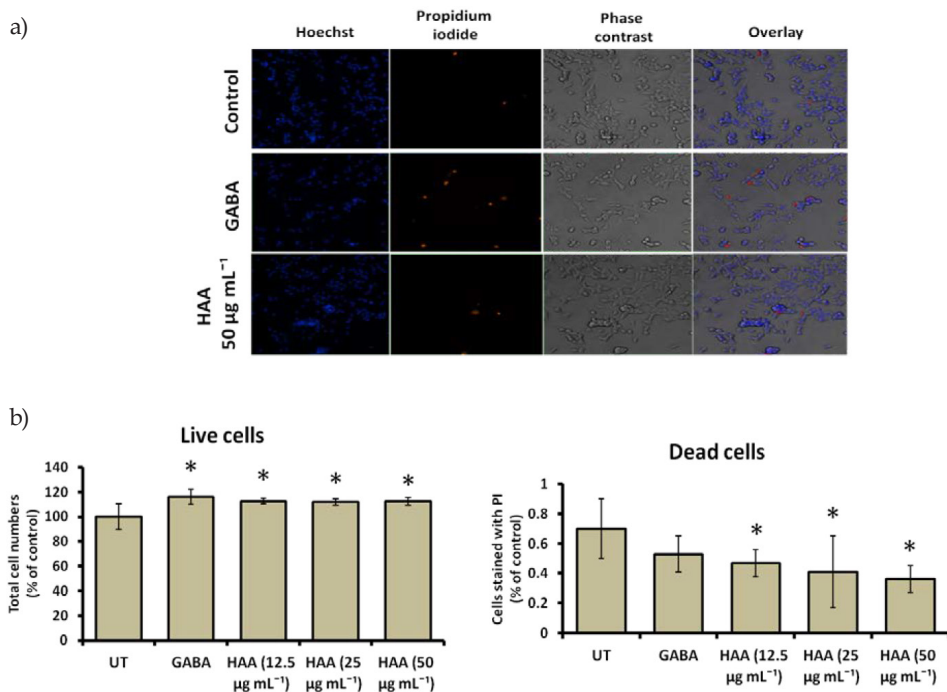 a)
Hoechst
Propidium
iodide
Phase
contrast
Overlay
Control
GABA
HAA
50 µg mL⁻¹
b)
Live cells
Total cell numbers
(% of control)
140
120
100
80
60
40
20
0
*
*
*
*
UT
GABA
HAA (12.5
µg mL⁻¹)
HAA (25
µg mL⁻¹)
HAA (50
µg mL⁻¹)
Dead cells
Cells stained with PI
(% of control)
1
0.8
0.6
0.4
0.2
0
*
*
*
UT
GABA
HAA (12.5
µg mL⁻¹)
HAA (25
µg mL⁻¹)
HAA (50
µg mL⁻¹)